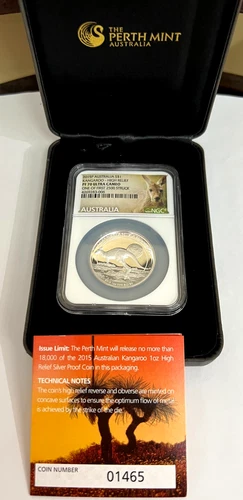 THE
PERTH MINT
AUSTRALIA
2015P AUSTRALIA S$1
KANGAROO - HIGH RELIEF
PF 70 ULTRA CAMEO
ONE OF FIRST 2500 STRUCK
AUSTRALIA
NGC
Issue Limit: The Perth Mint will release no more than
18,000 of the 2015 Australian Kangaroo 1oz High
Relief Silver Proof Coin in this packaging.
TECHNICAL NOTES
The coin's high relief reverse and obverse are minted on
concave surfaces to ensure the optimum flow of metal
is achieved by the strike of the die.
COIN NUMBER
01465